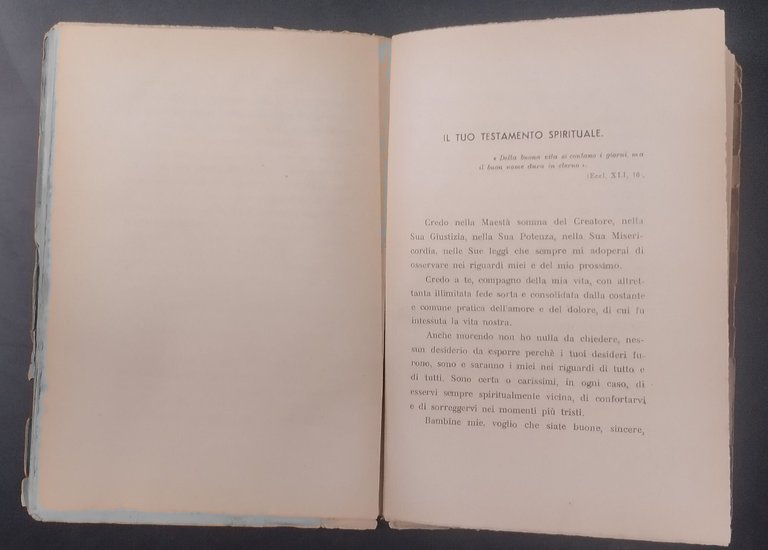 IL TUO TESTAMENTO SPIRITUALE.
« Della buona vita si contano i giorni, ma
il buon nome dura in eterno ».
(Eccl. XLI, 16).
Credo nella Maestà somma del Creatore, nella
Sua Giustizia, nella Sua Potenza, nella Sua Miseri-
cordia, nelle Sue leggi che sempre mi adoperai di
osservare nei riguardi miei e del mio prossimo.
Credo a te, compagno della mia vita, con altret-
tanta illimitata fede sorta e consolidata dalla costante
e comune pratica dell'amore e del dolore, di cui fu
intessuta la vita nostra.
Anche morendo non ho nulla da chiedere, nes-
sun desiderio da esporre perchè i tuoi desideri fu-
rono, sono e saranno i miei nei riguardi di tutto e
di tutti. Sono certa o carissimi, in ogni caso, di
esservi sempre spiritualmente vicina, di confortarvi
e di sorreggervi nei momenti più tristi.
Bambine mie, voglio che siate buone, sincere,